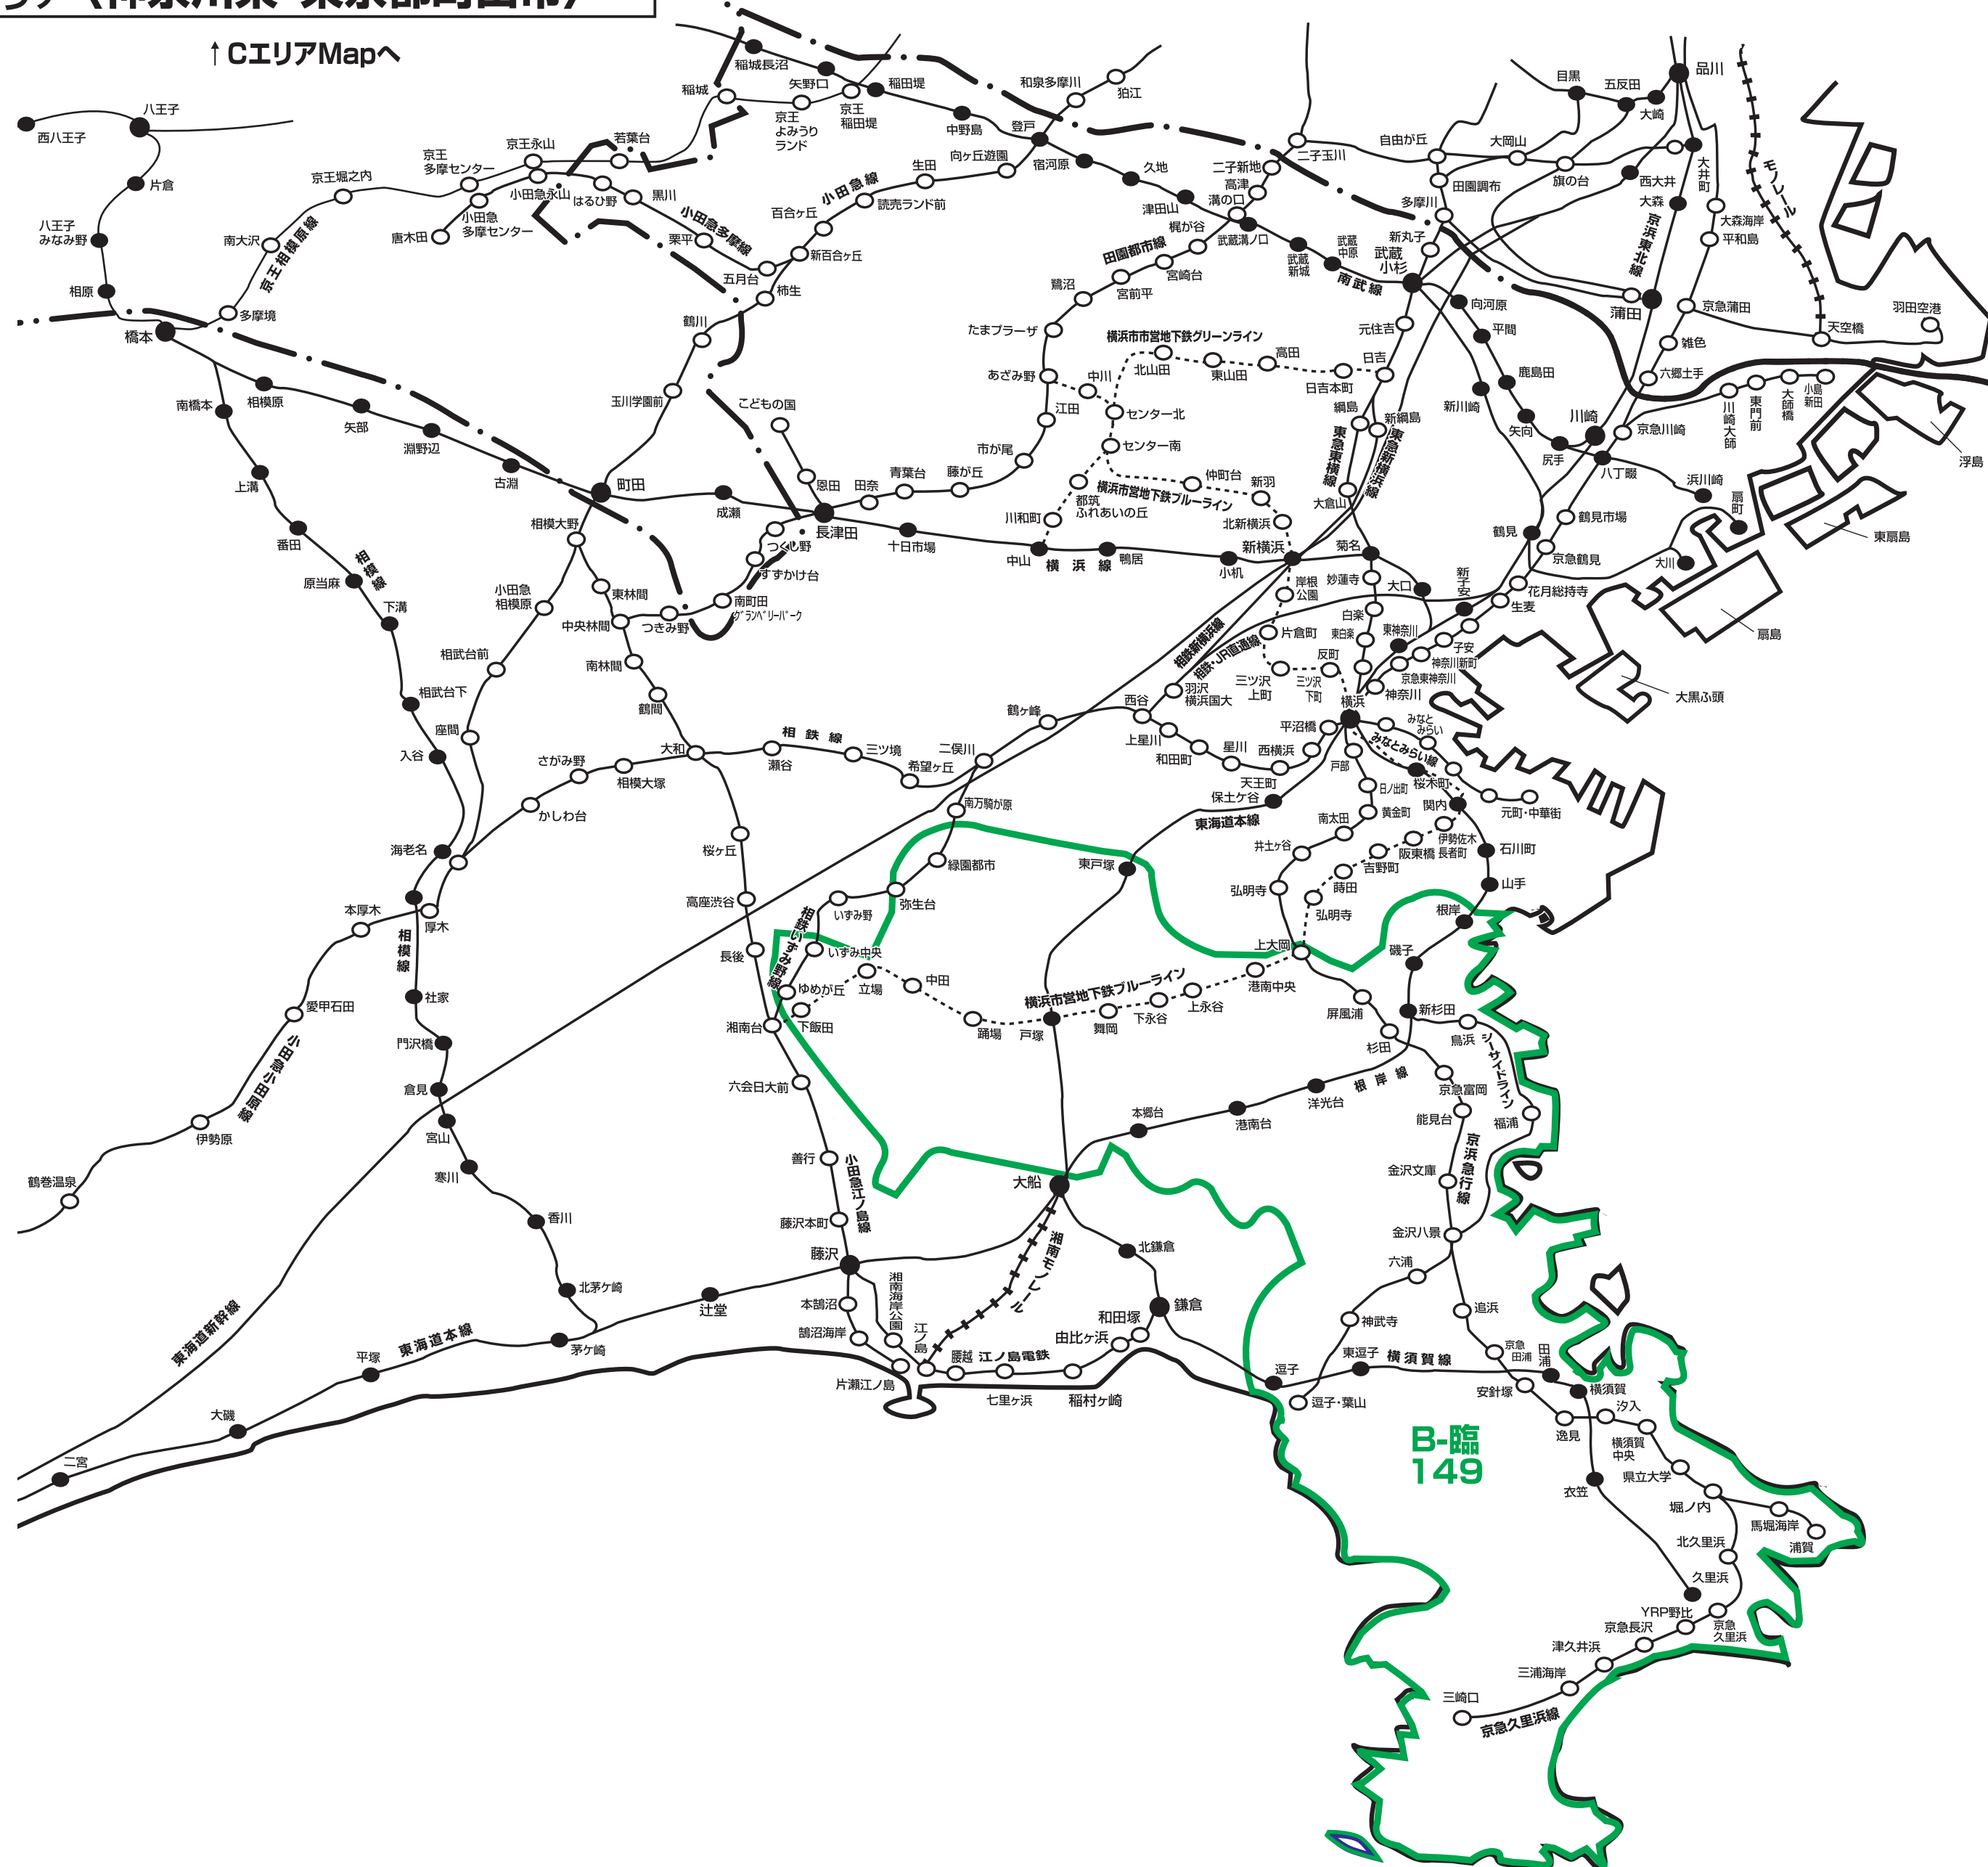 (神奈川県・東京都町田市)
↑CエリアMapへ
西八王子
八王子
片倉
八王子
みなみ野
相原
橋本
多摩境
南大沢
京王相模原線
京王堀之内
京王
多摩センター
京王永山
若葉台
稲城
京王
よみうり
ランド
京王
稲田堤
稲城長沼
矢野口
稲田堤
中野島
登戸
和泉多摩川
狛江
唐木田
小田急
多摩センター
小田急永山
はるひ野
黒川
小田急多摩線
栗平
五月台
新百合ヶ丘
百合ヶ丘
小田急線
読売ランド前
生田
向ヶ丘遊園
宿河原
久地
津田山
武蔵溝ノ口
武蔵
新城
武蔵
中原
南武線
武蔵
小杉
向河原
平間
鹿島田
矢向
尻手
川崎
八丁畷
浜川崎
扇町
大川
二子玉川
二子新地
高津
溝の口
梶が谷
田園都市線
宮崎台
宮前平
鷺沼
たまプラーザ
あざみ野
江田
市が尾
藤が丘
青葉台
田奈
長津田
恩田
こどもの国
つくし野
すずかけ台
南町田
グランベリーパーク
つきみ野
中央林間
自由が丘
大岡山
旗の台
目黒
五反田
大崎
品川
大井町
西大井
大森
京浜東北線
大森海岸
平和島
モノレール
田園調布
多摩川
新丸子
元住吉
日吉
綱島
新綱島
東急東横線
東急新横浜線
大倉山
菊名
妙蓮寺
白楽
東白楽
反町
横浜
蒲田
京急蒲田
雑色
六郷土手
京急川崎
川崎大師
東門前
大師橋
小島
新田
天空橋
羽田空港
浮島
東扇島
扇島
大黒ふ頭
横浜市市営地下鉄グリーンライン
日吉本町
高田
東山田
北山田
中川
センター北
センター南
都筑
ふれあいの丘
川和町
中山
横浜市営地下鉄ブルーライン
仲町台
新羽
北新横浜
新横浜
岸根
公園
片倉町
三ツ沢
上町
三ツ沢
下町
柿生
鶴川
玉川学園前
町田
相模大野
小田急
相模原
相武台前
座間
海老名
厚木
本厚木
愛甲石田
小田急小田原線
伊勢原
鶴巻温泉
南橋本
相模原
矢部
淵野辺
古淵
成瀬
十日市場
横浜線
鴨居
小机
大口
新川崎
鶴見
鶴見市場
京急鶴見
花月総持寺
生麦
新子安
子安
神奈川新町
京急東神奈川
東神奈川
神奈川
上溝
番田
原当麻
相模線
下溝
相武台下
入谷
相模線
社家
門沢橋
倉見
宮山
寒川
香川
北茅ヶ崎
茅ヶ崎
東林間
南林間
鶴間
大和
桜ヶ丘
高座渋谷
長後
湘南台
六会日大前
善行
小田急江ノ島線
藤沢本町
藤沢
本鵠沼
鵠沼海岸
片瀬江ノ島
かしわ台
さがみ野
相模大塚
相鉄線
瀬谷
三ツ境
希望ヶ丘
二俣川
鶴ヶ峰
西谷
羽沢
横浜国大
相鉄新横浜線
相鉄・JR直通線
上星川
和田町
星川
天王町
西横浜
平沼橋
南万騎が原
緑園都市
弥生台
いずみ野
相鉄いずみ野線
いずみ中央
ゆめが丘
下飯田
立場
中田
踊場
戸塚
横浜市営地下鉄ブルーライン
舞岡
下永谷
上永谷
港南中央
上大岡
弘明寺
蒔田
吉野町
阪東橋
伊勢佐木
長者町
関内
桜木町
みなとみらい線
みなと
みらい
元町・中華街
石川町
山手
根岸
磯子
新杉田
根岸線
洋光台
港南台
本郷台
大船
東海道本線
保土ヶ谷
東戸塚
戸部
日ノ出町
黄金町
南太田
井土ヶ谷
弘明寺
屏風浦
杉田
京急富岡
能見台
京浜急行線
金沢文庫
金沢八景
鳥浜
シーサイドライン
福浦
六浦
神武寺
逗子・葉山
追浜
京急
田浦
安針塚
逸見
汐入
横須賀
中央
県立大学
堀ノ内
馬堀海岸
浦賀
北久里浜
京急
久里浜
YRP野比
京急長沢
津久井浜
三浦海岸
三崎口
京急久里浜線
湘南モノレール
北鎌倉
鎌倉
和田塚
由比ヶ浜
稲村ヶ崎
七里ヶ浜
江ノ島電鉄
腰越
江ノ島
湘南海岸公園
逗子
東逗子
横須賀線
田浦
横須賀
衣笠
久里浜
東海道新幹線
東海道本線
辻堂
平塚
大磯
二宮
B-臨
149